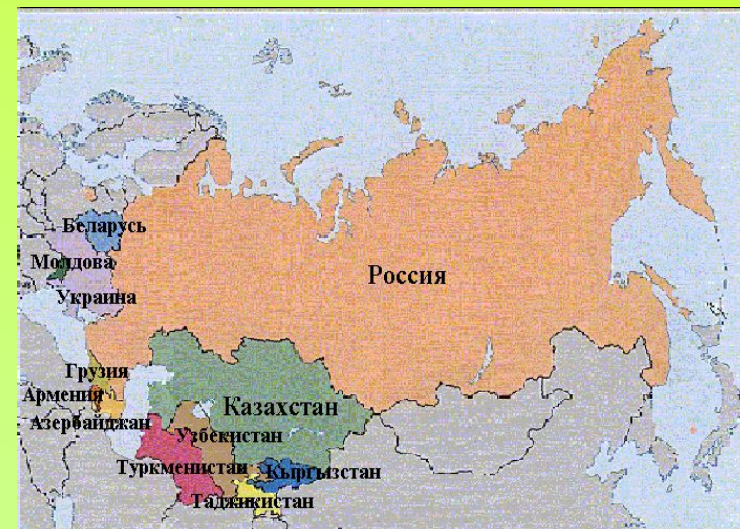 Беларусь
Молдова
Украина
Россия
Грузия
Армения
Азербайджан
Казахстан
Узбекистан
Туркменистан
Кыргызстан
Таджикистан